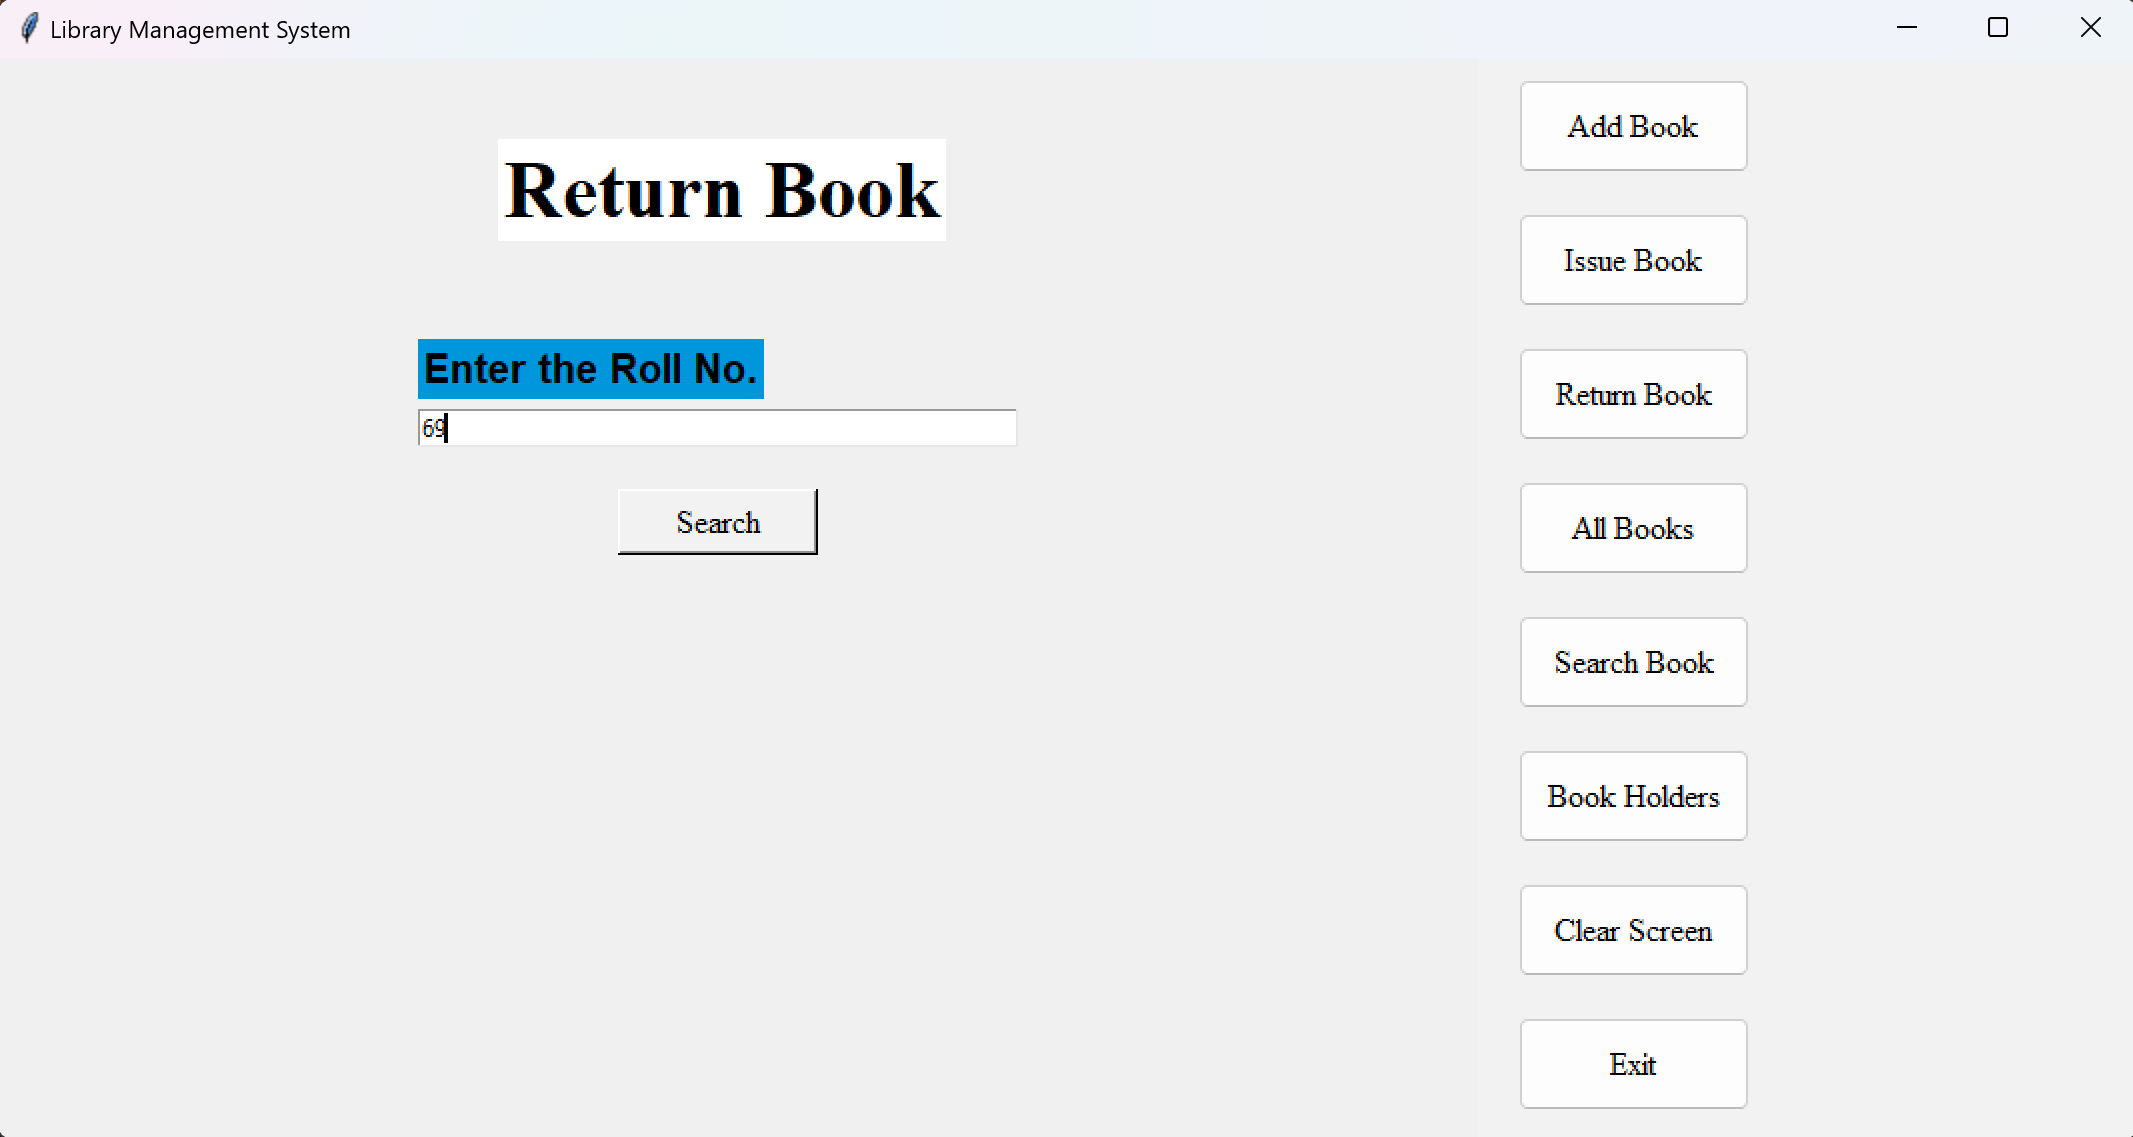 Library Management System
Return Book
Enter the Roll No.
69
Search
Add Book
Issue Book
Return Book
All Books
Search Book
Book Holders
Clear Screen
Exit